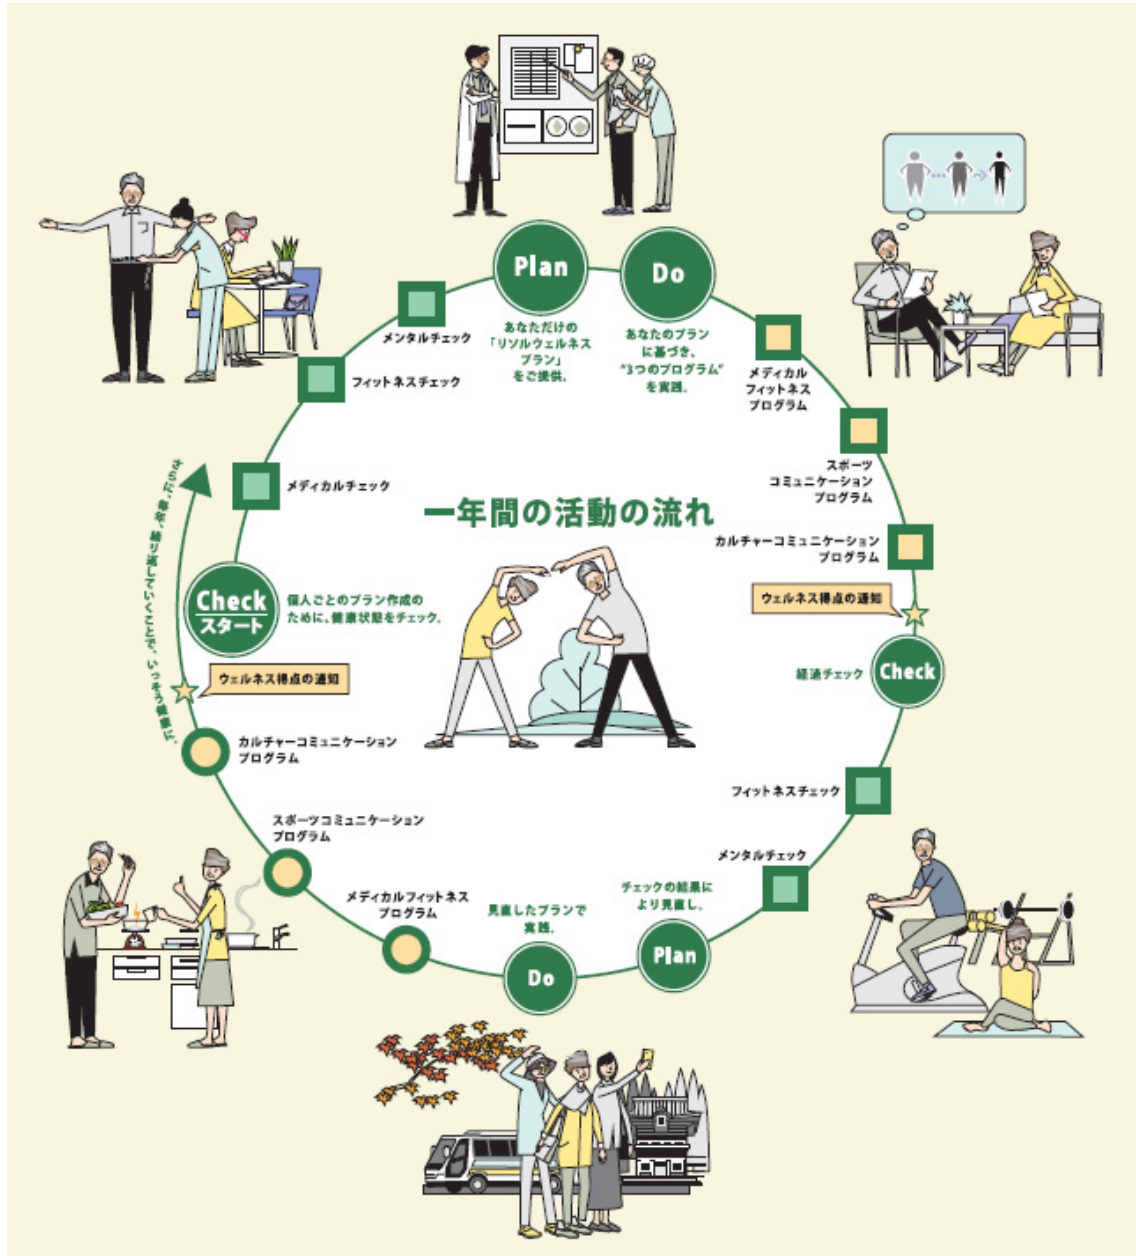 一年間の活動の流れ
Check
スタート
個人ごとのプラン作成の
ために、健康状態をチェック。
メディカルチェック
フィットネスチェック
メンタルチェック
Plan
あなただけの
「リソルウェルネス
プラン」
をご提供。
Do
あなたのプラン
に基づき、
“3つのプログラム”
を実践。
メディカル
フィットネス
プログラム
スポーツ
コミュニケーション
プログラム
カルチャーコミュニケーション
プログラム
ウェルネス得点の通知
経過チェック
Check
フィットネスチェック
メンタルチェック
チェックの結果に
より見直し。
Plan
見直したプランで
実践。
Do
メディカルフィットネス
プログラム
スポーツコミュニケーション
プログラム
カルチャーコミュニケーション
プログラム
ウェルネス得点の通知
さらに、毎年、繰り返していくことで、いっそう健康に。